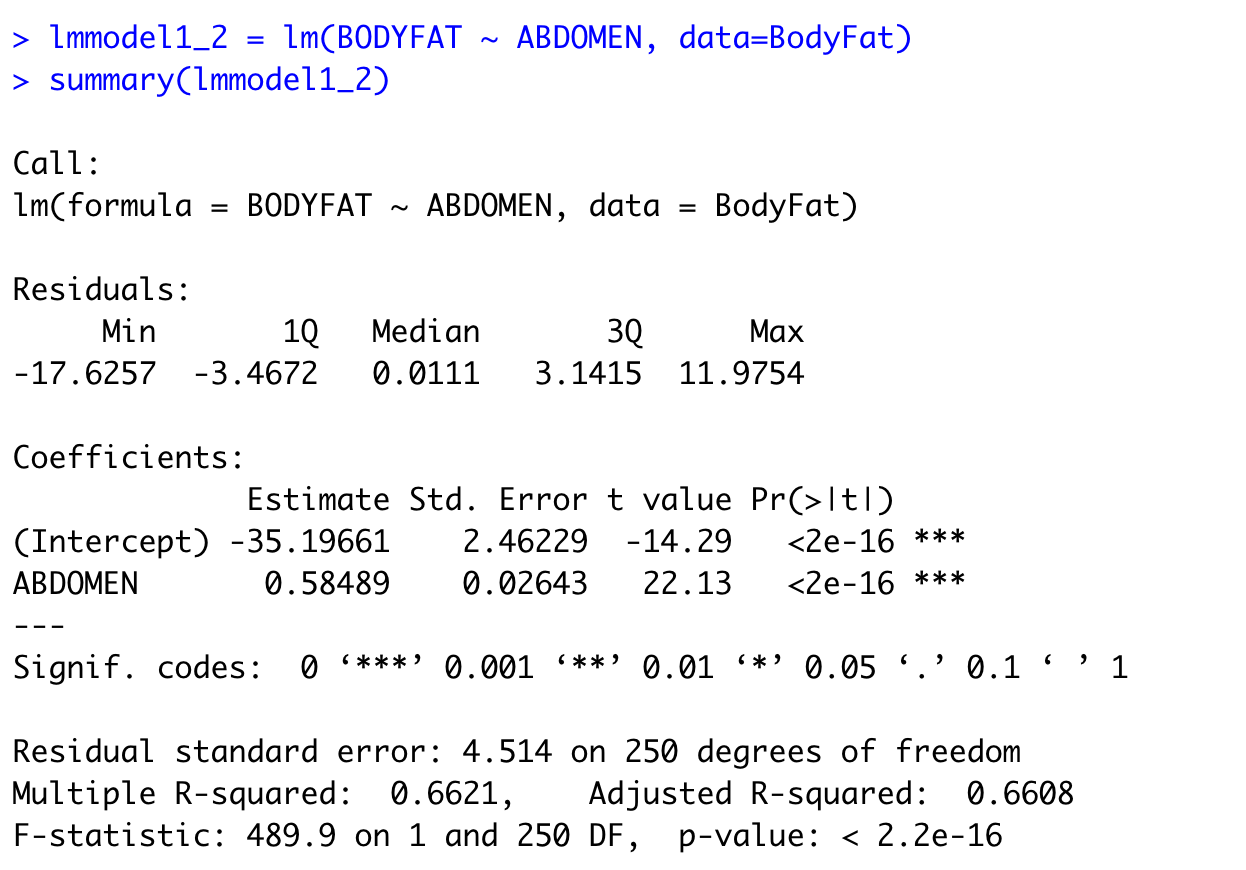 > lmmodel1_2 = lm(BODYFAT ~ ABDOMEN, data=BodyFat)
> summary(lmmodel1_2)

Call:
lm(formula = BODYFAT ~ ABDOMEN, data = BodyFat)

Residuals:
     Min       1Q   Median       3Q      Max
-17.6257  -3.4672   0.0111   3.1415  11.9754

Coefficients:
             Estimate Std. Error t value Pr(>|t|)
(Intercept) -35.19661    2.46229  -14.29   <2e-16 ***
ABDOMEN       0.58489    0.02643   22.13   <2e-16 ***
---
Signif. codes:  0 ‘***’ 0.001 ‘**’ 0.01 ‘*’ 0.05 ‘.’ 0.1 ‘ ’ 1

Residual standard error: 4.514 on 250 degrees of freedom
Multiple R-squared:  0.6621,    Adjusted R-squared:  0.6608
F-statistic: 489.9 on 1 and 250 DF,  p-value: < 2.2e-16